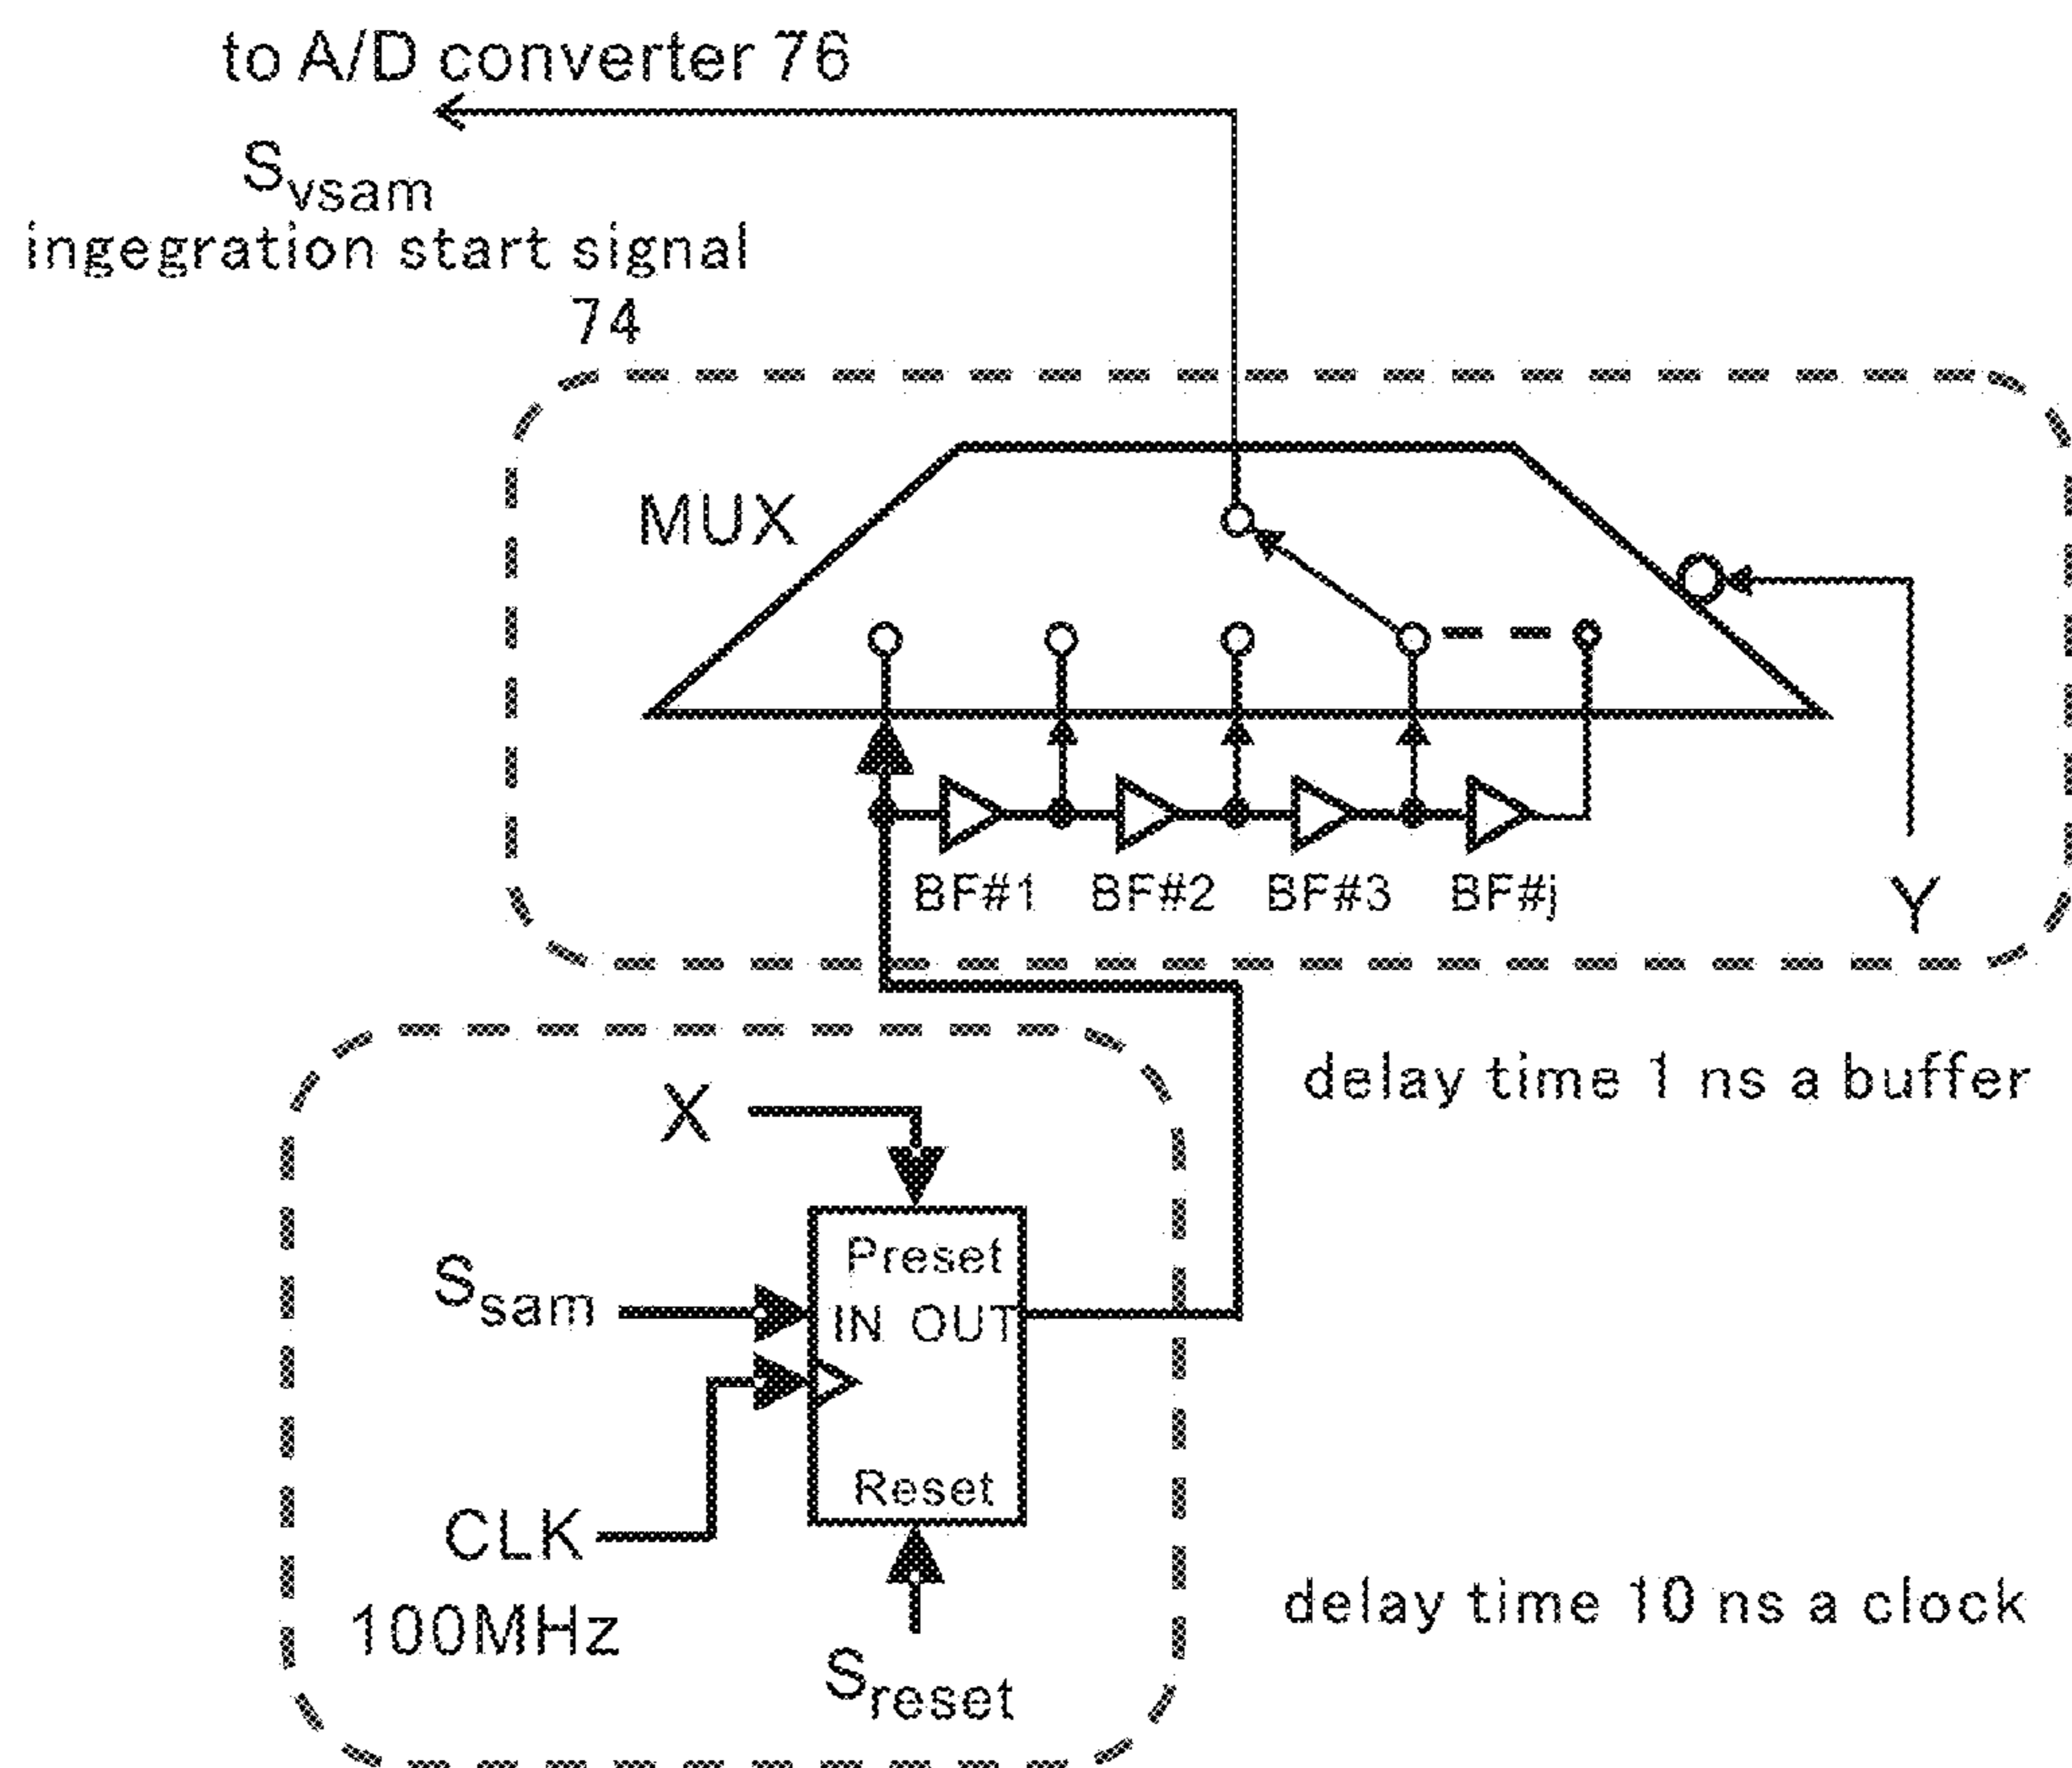 to A/D converter 76
Svsam
ingegration start signal
74
MUX
BF#1 BF#2 BF#3 BF#j
Y
delay time 1 ns a buffer
X
Preset
Ssam
IN OUT
Reset
CLK
100MHz
delay time 10 ns a clock
Sreset